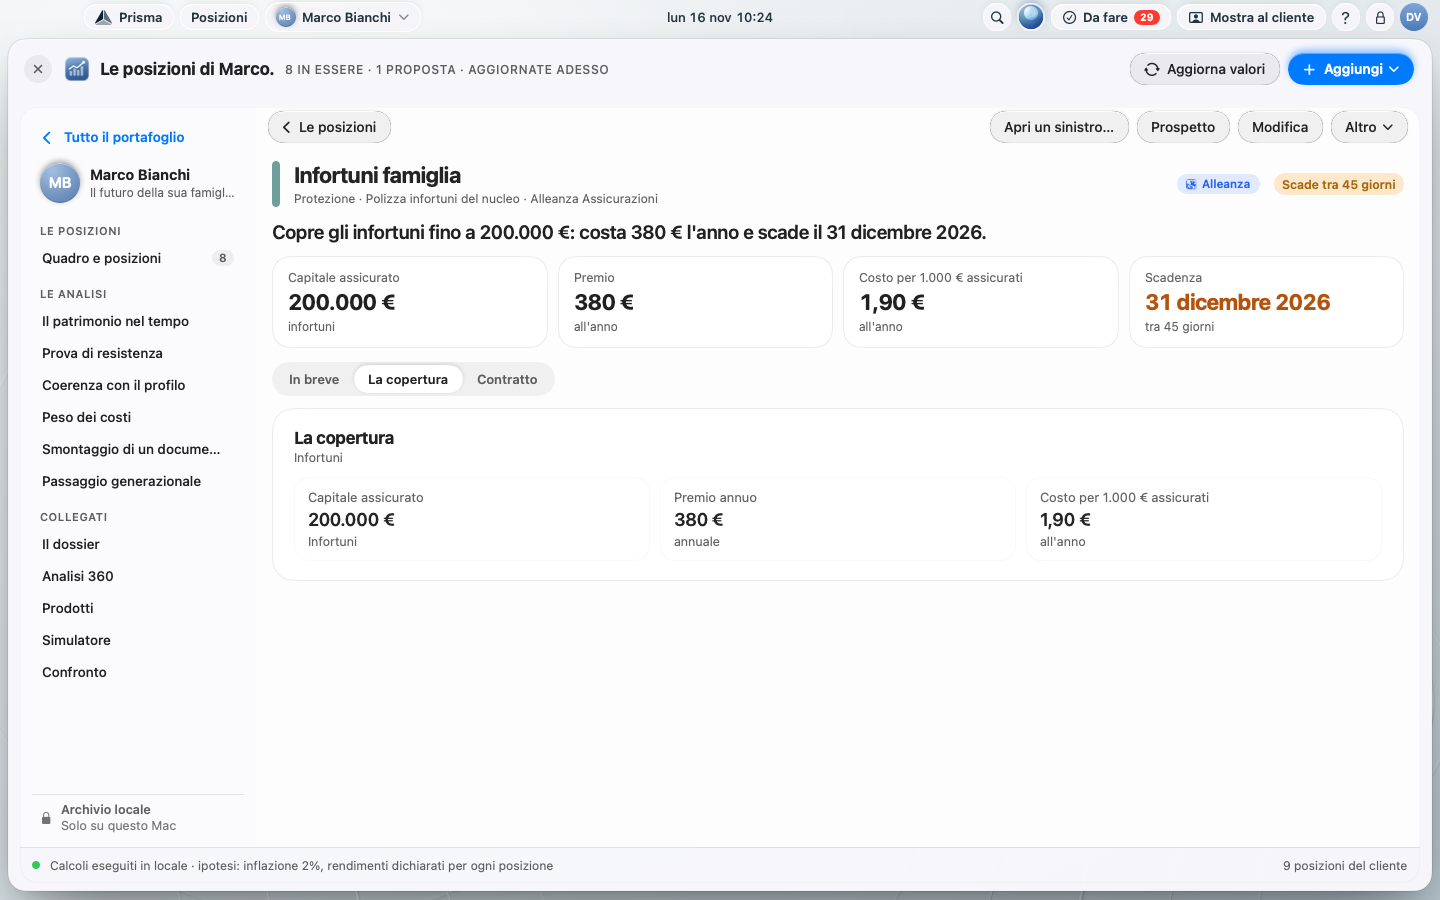 Prisma
Posizioni
MB Marco Bianchi
lun 16 nov 10:24
Da fare 29
Mostra al cliente
?
DV
Le posizioni di Marco.
8 IN ESSERE · 1 PROPOSTA · AGGIORNATE ADESSO
Aggiorna valori
+ Aggiungi
Tutto il portafoglio
MB
Marco Bianchi
Il futuro della sua famigl...
LE POSIZIONI
Quadro e posizioni 8
LE ANALISI
Il patrimonio nel tempo
Prova di resistenza
Coerenza con il profilo
Peso dei costi
Smontaggio di un docume...
Passaggio generazionale
COLLEGATI
Il dossier
Analisi 360
Prodotti
Simulatore
Confronto
Archivio locale
Solo su questo Mac
Le posizioni
Apri un sinistro...
Prospetto
Modifica
Altro
Infortuni famiglia
Protezione · Polizza infortuni del nucleo · Alleanza Assicurazioni
Alleanza
Scade tra 45 giorni
Copre gli infortuni fino a 200.000 €: costa 380 € l'anno e scade il 31 dicembre 2026.
Capitale assicurato
200.000 €
infortuni
Premio
380 €
all'anno
Costo per 1.000 € assicurati
1,90 €
all'anno
Scadenza
31 dicembre 2026
tra 45 giorni
In breve
La copertura
Contratto
La copertura
Infortuni
Capitale assicurato
200.000 €
Infortuni
Premio annuo
380 €
annuale
Costo per 1.000 € assicurati
1,90 €
all'anno
Calcoli eseguiti in locale · ipotesi: inflazione 2%, rendimenti dichiarati per ogni posizione
9 posizioni del cliente